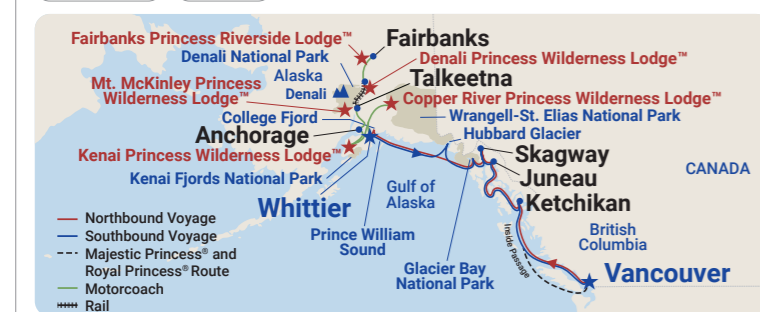 Fairbanks Princess Riverside Lodge™
Fairbanks
Denali National Park
Denali Princess Wilderness Lodge™
Alaska
Talkeetna
Mt. McKinley Princess
Wilderness Lodge™
Denali
Copper River Princess Wilderness Lodge™
College Fjord
Wrangell-St. Elias National Park
Anchorage
Hubbard Glacier
Kenai Princess Wilderness Lodge™
Skagway
CANADA
Kenai Fjords National Park
Juneau
Gulf of
Alaska
Whittier
Ketchikan
Northbound Voyage
Southbound Voyage
Majestic Princess® and
Royal Princess® Route
Motorcoach
Rail
Prince William
Sound
Inside Passage
British
Columbia
Glacier Bay
National Park
Vancouver